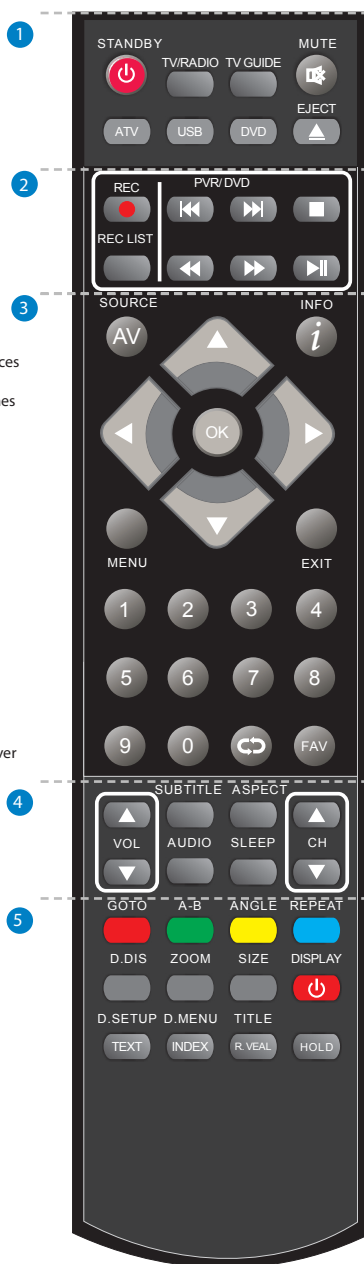 1
STANDBY MUTE
TV/RADIO TV GUIDE
EJECT
ATV USB DVD
2
REC PVR/DVD
REC LIST
3
SOURCE INFO
AV i
ces
es
OK
MENU EXIT
1 2 3 4
5 6 7 8
9 0 FAV
ver
4
SUBTITLE ASPECT
VOL AUDIO SLEEP CH
5
GOTO A-B ANGLE REPEAT
D.DIS ZOOM SIZE DISPLAY
D.SETUP D.MENU TITLE
TEXT INDEX R.VEAL HOLD